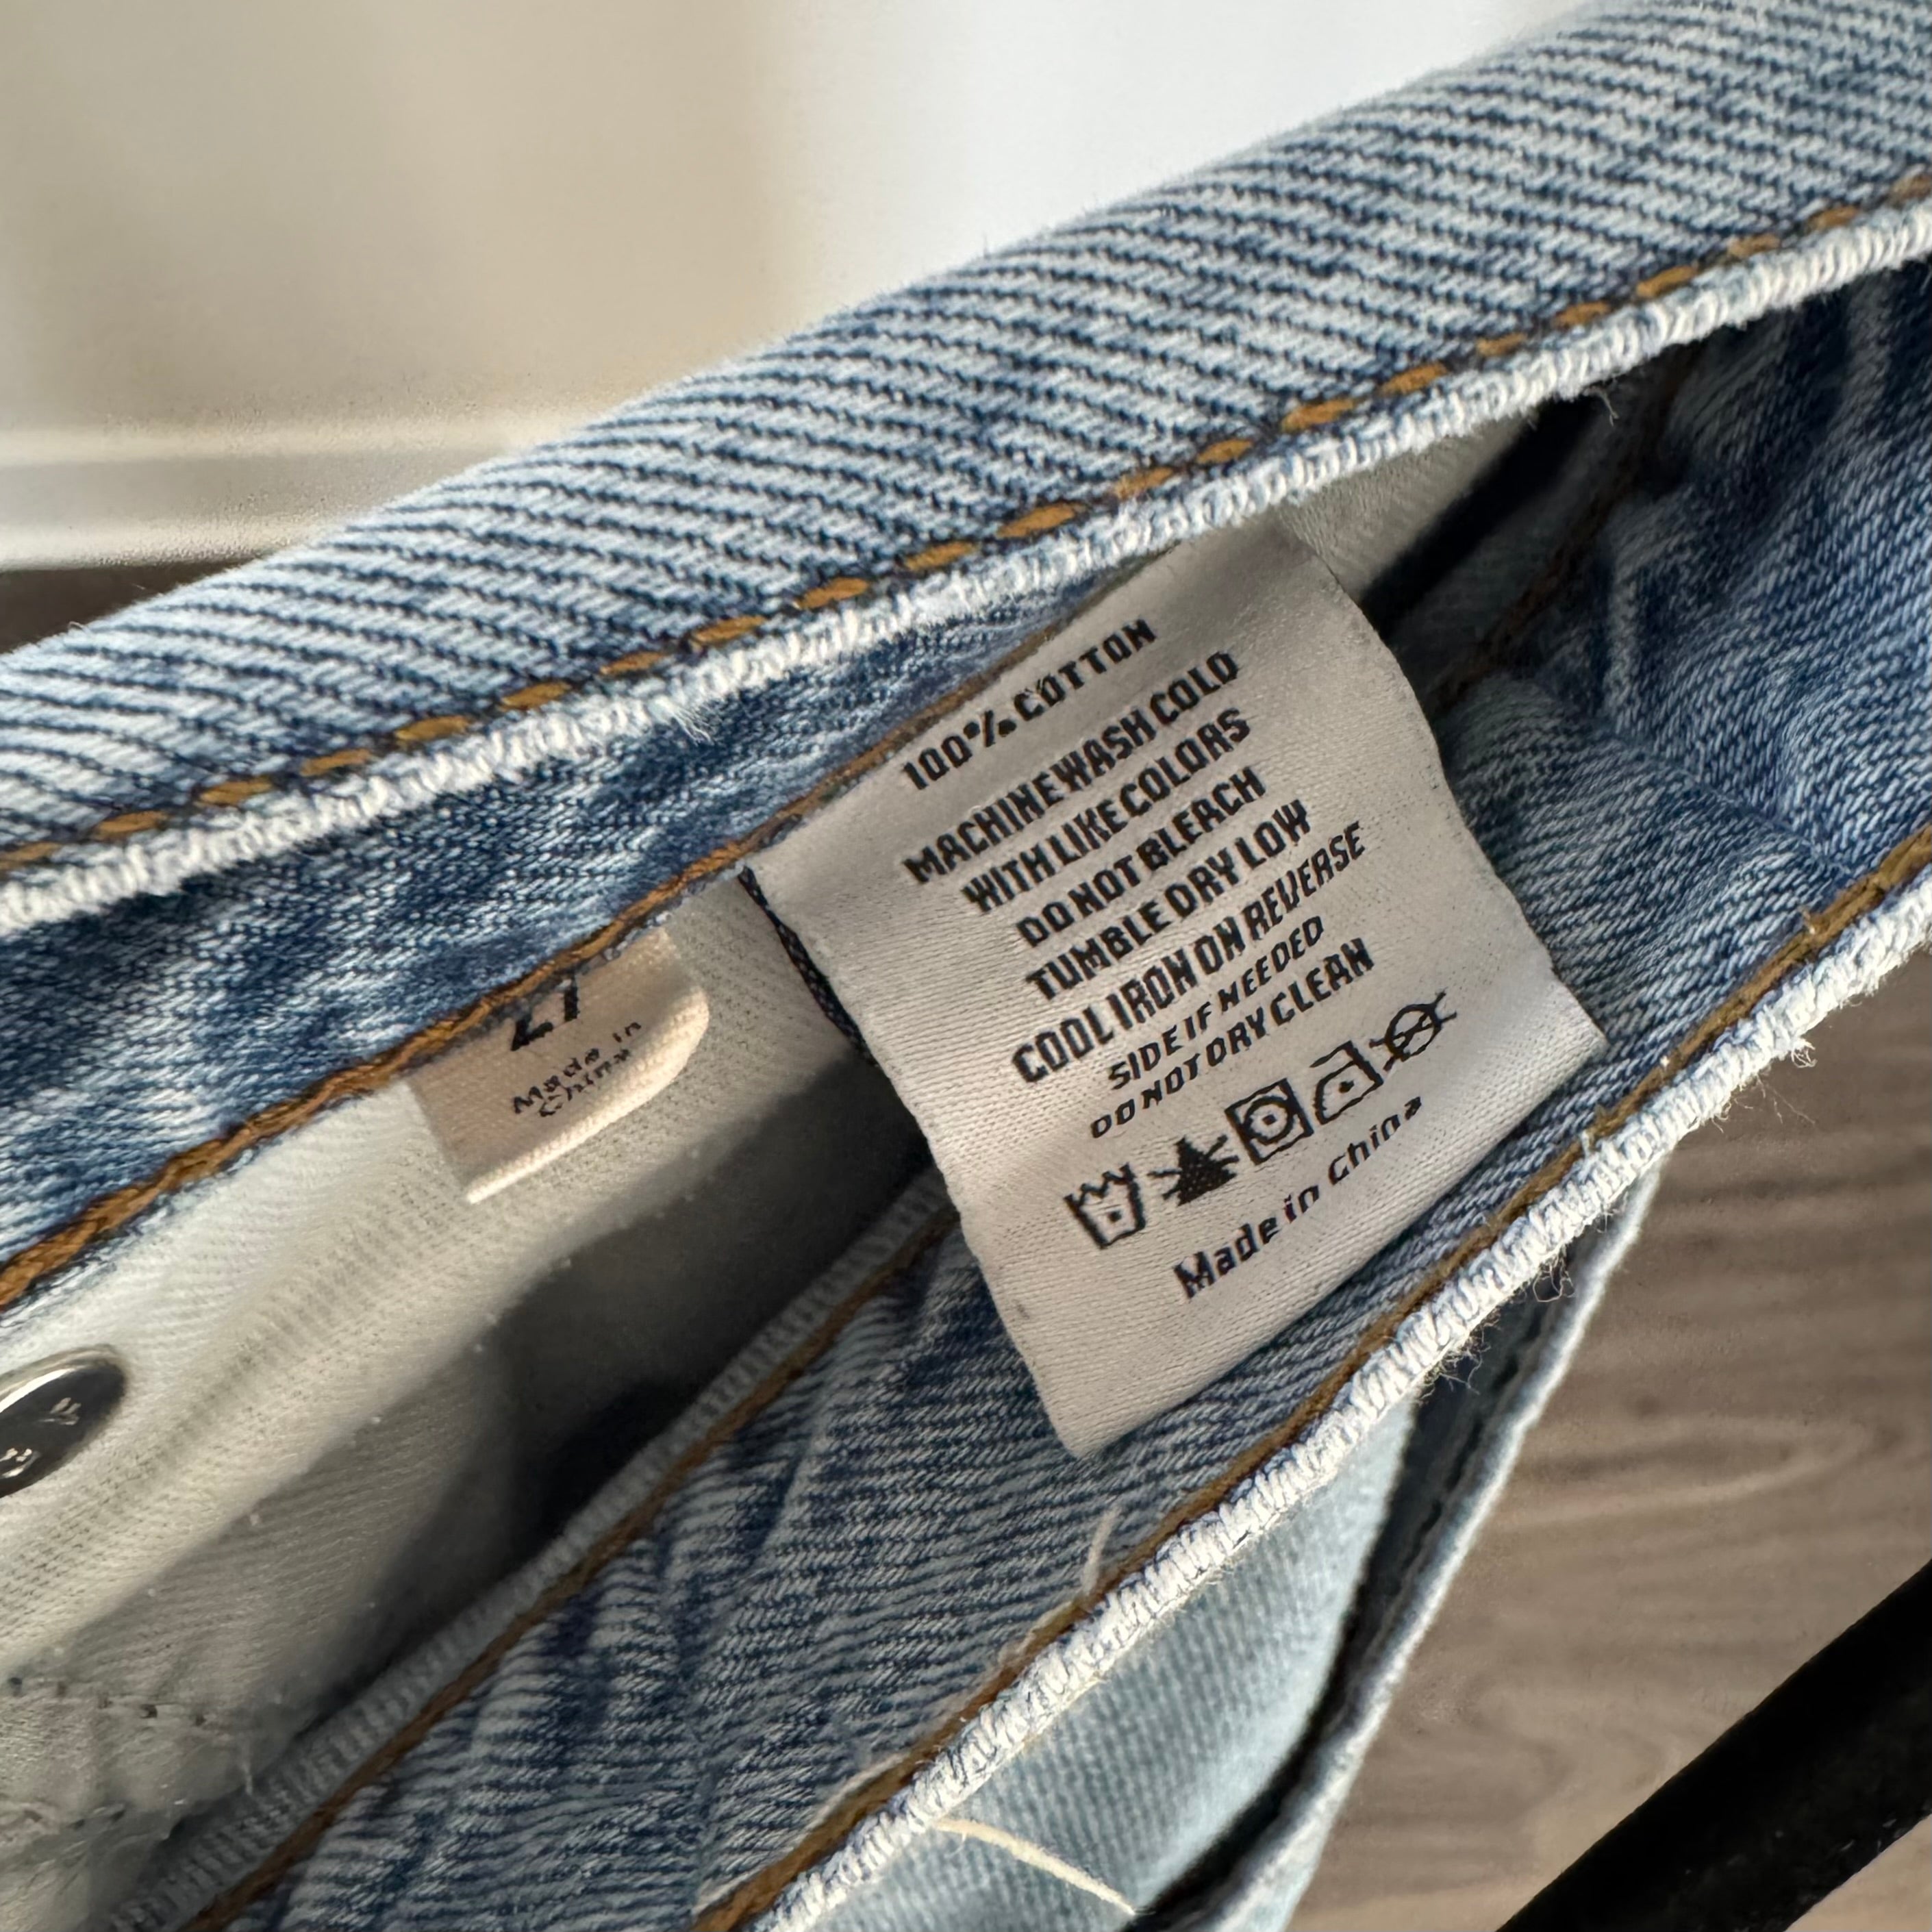 100% COTTON
MACHINE WASH COLD
WITH LIKE COLORS
DO NOT BLEACH
TUMBLE DRY LOW
COOL IRON ON REVERSE
SIDE IF NEEDED
DO NOT DRY CLEAN
Made in China
27
Made in
China